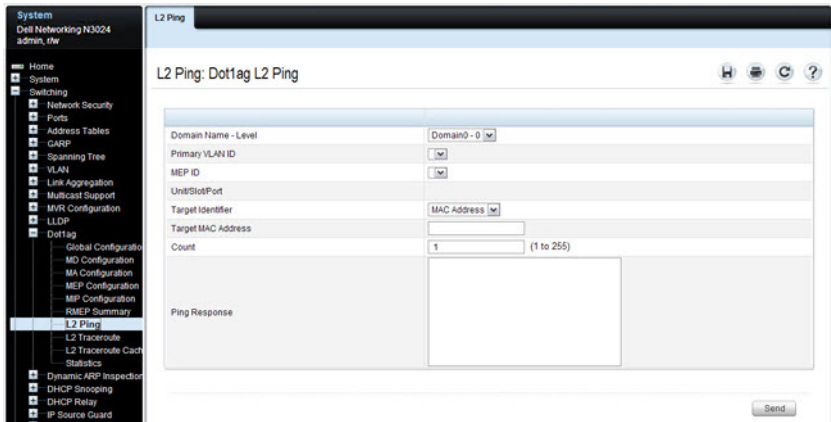 System
Dell Networking N3024
admin, r/w
Home
System
Switching
Network Security
Ports
Address Tables
GARP
Spanning Tree
VLAN
Link Aggregation
Multicast Support
MVR Configuration
LLDP
Dot1ag
Global Configuratio
MD Configuration
MA Configuration
MEP Configuration
MIP Configuration
RMEP Summary
L2 Ping
L2 Traceroute
L2 Traceroute Cach
Statistics
Dynamic ARP Inspection
DHCP Snooping
DHCP Relay
IP Source Guard
L2 Ping
L2 Ping: Dot1ag L2 Ping
Domain Name - Level Domain0 - 0
Primary VLAN ID
MEP ID
Unit/Slot/Port
Target Identifier MAC Address
Target MAC Address
Count 1 (1 to 255)
Ping Response
Send